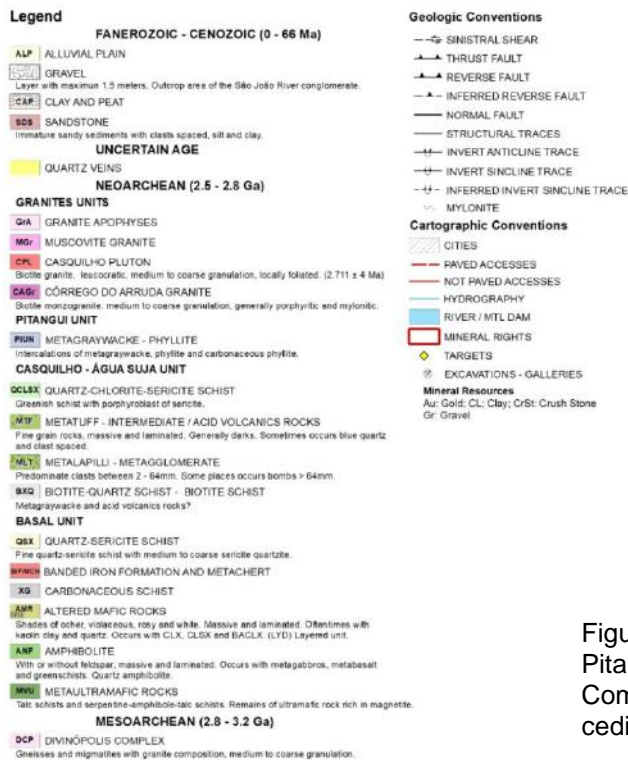 Legend
FANEROZOIC - CENOZOIC (0 - 66 Ma)
ALP ALLUVIAL PLAIN
GRAVEL
Layer with maximun 1.5 meters. Outcrop area of the São João River conglomerate.
CAP CLAY AND PEAT
SDS SANDSTONE
Immature sandy sediments with clasts spaced, silt and clay.
UNCERTAIN AGE
QUARTZ VEINS
NEOARCHEAN (2.5 - 2.8 Ga)
GRANITES UNITS
GrA GRANITE APOPHYSES
MGr MUSCOVITE GRANITE
CPL CASQUILHO PLUTON
Biotite granite, leucocratic, medium to coarse granulation, locally foliated. (2.711 ± 4 Ma)
CAGr CÓRREGO DO ARRUDA GRANITE
Biotite monzogranite, medium to coarse granulation, generally porphyritic and mylonitic.
PITANGUI UNIT
PIUN METAGRAYWACKE - PHYLLITE
Intercalations of metagraywacke, phyllite and carbonaceous phyllite.
CASQUILHO - ÁGUA SUJA UNIT
QCLSX QUARTZ-CHLORITE-SERICITE SCHIST
Greenish schist with porphyroblast of sericite.
MTF METATUFF - INTERMEDIATE / ACID VOLCANICS ROCKS
Fine grain rocks, massive and laminated. Generally darks. Sometimes occurs blue quartz
and clast spaced.
MLT METALAPILLI - METAGGLOMERATE
Predominate clasts between 2 - 64mm. Some places occurs bombs > 64mm.
BXQ BIOTITE-QUARTZ SCHIST - BIOTITE SCHIST
Metagraywacke and acid volcanics rocks?
BASAL UNIT
QSX QUARTZ-SERICITE SCHIST
Fine quartz-sericite schist with medium to coarse sericite quartzite.
BIF/MCH BANDED IRON FORMATION AND METACHERT
XG CARBONACEOUS SCHIST
AMR ALTERED MAFIC ROCKS
Shades of ocher, violaceous, rosy and white. Massive and laminated. Oftentimes with
kaolin clay and quartz. Occurs with CLX, CLSX and BACLX. (LYD) Layered unit.
ANF AMPHIBOLITE
With or without feldspar, massive and laminated. Occurs with metagabbros, metabasalt
and greenschists. Quartz amphibolite.
MVU METAULTRAMAFIC ROCKS
Talc schists and serpentine-amphibole-talc schists. Remains of ultramafic rock rich in magnetite.
MESOARCHEAN (2.8 - 3.2 Ga)
DCP DIVINÓPOLIS COMPLEX
Gneisses and migmatites with granite composition, medium to coarse granulation.
Geologic Conventions
SINISTRAL SHEAR
THRUST FAULT
REVERSE FAULT
INFERRED REVERSE FAULT
NORMAL FAULT
STRUCTURAL TRACES
INVERT ANTICLINE TRACE
INVERT SINCLINE TRACE
INFERRED INVERT SINCLINE TRACE
MYLONITE
Cartographic Conventions
CITIES
PAVED ACCESSES
NOT PAVED ACCESSES
HYDROGRAPHY
RIVER / MTL DAM
MINERAL RIGHTS
TARGETS
EXCAVATIONS - GALLERIES
Mineral Resources
Au: Gold; CL; Clay; CrSt: Crush Stone
Gr: Gravel
Figu
Pita
Com
cedi